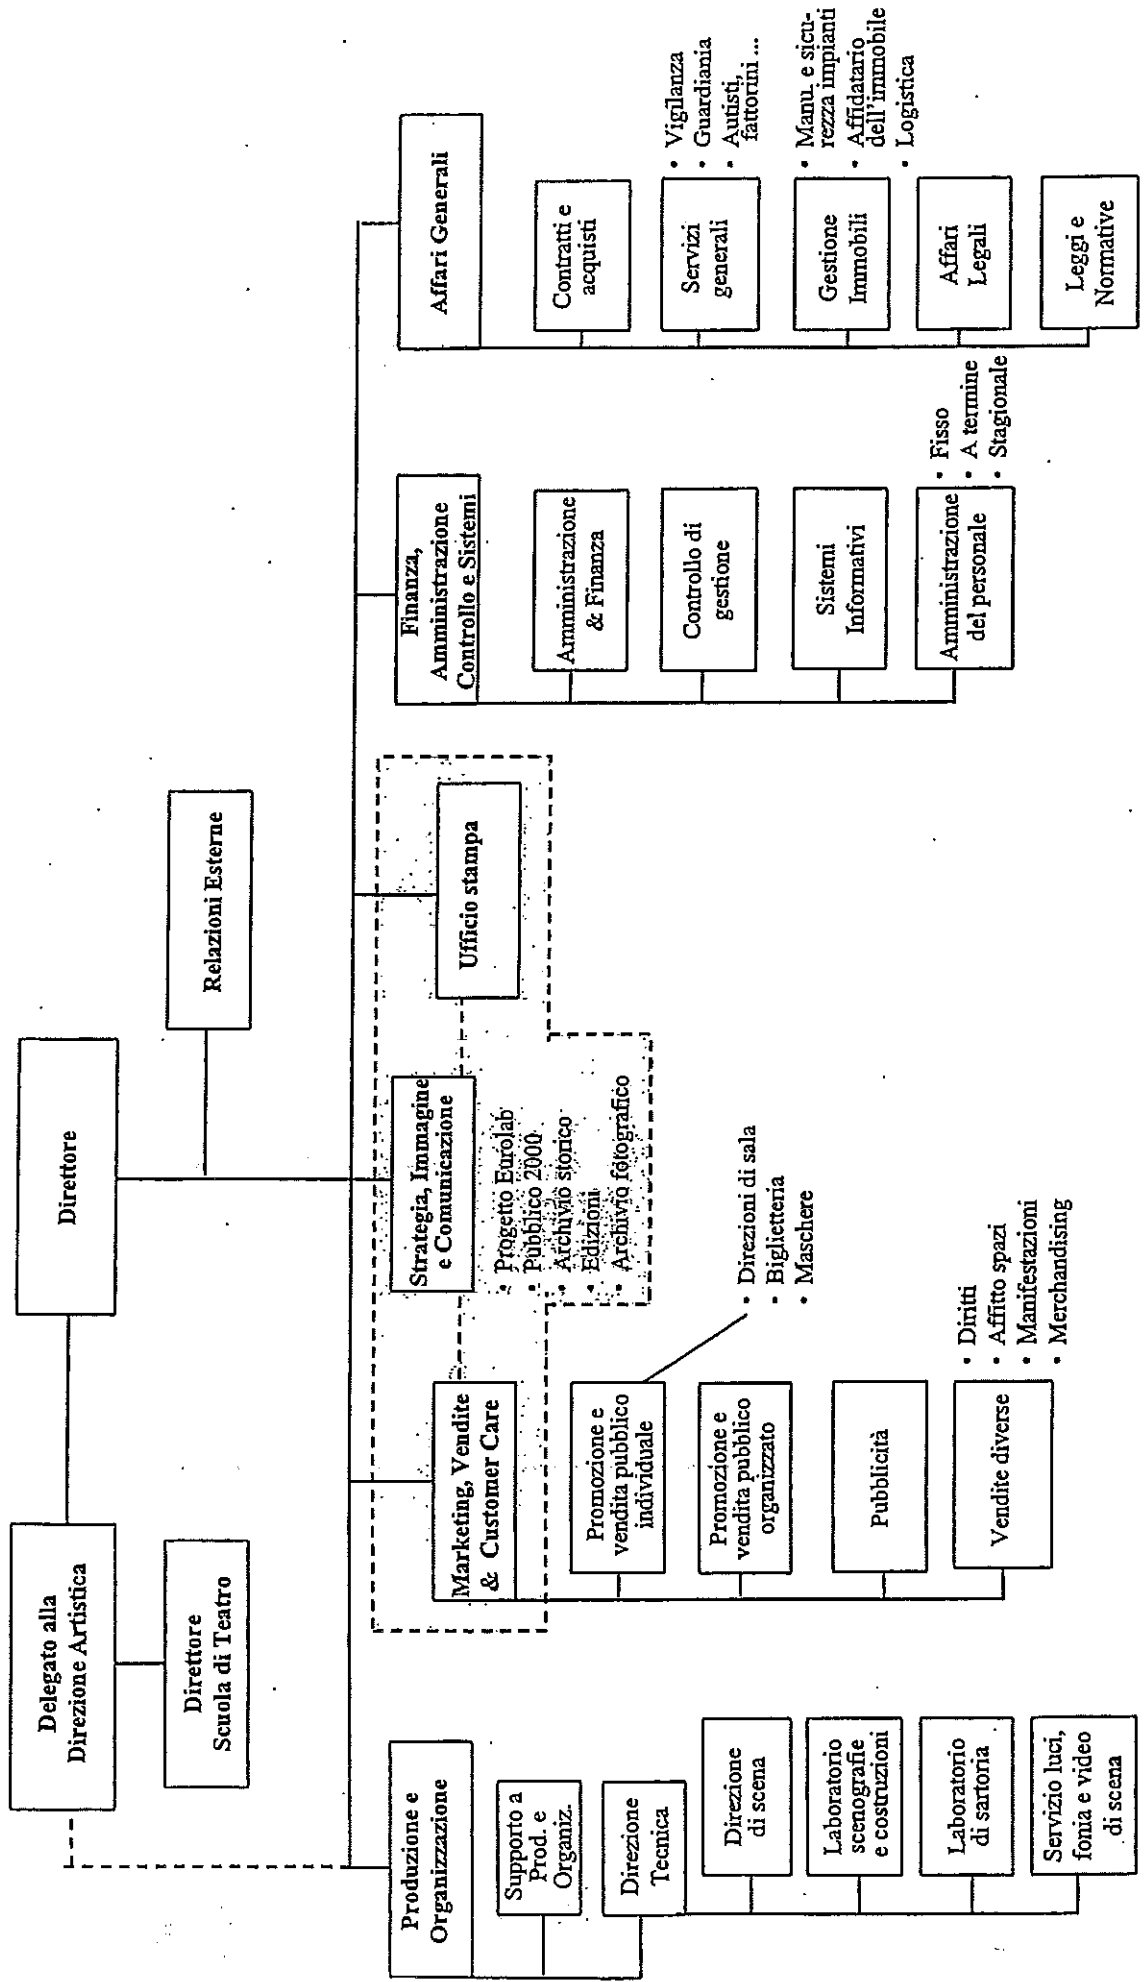 Direttore
Delegato alla
Direzione Artistica
Direttore
Scuola di Teatro
Relazioni Esterne
Produzione e
Organizzazione
Supporto a
Prod. e
Organiz.
Direzione
Tecnica
Direzione
di scena
Laboratorio
scenografie
e costruzioni
Laboratorio
di sartoria
Servizio luci,
fonia e video
di scena
Marketing, Vendite
& Customer Care
Promozione e
vendita pubblico
individuale
• Direzioni di sala
• Biglietteria
• Maschere
Promozione e
vendita pubblico
organizzato
Pubblicità
Vendite diverse
• Diritti
• Affitto spazi
• Manifestazioni
• Merchandising
Strategia, Immagine
e Comunicazione
• Progetto Eurolab
• Pubblico 2000
• Archivio storico
• Edizioni
• Archivio fotografico
Ufficio stampa
Finanza,
Amministrazione
Controllo e Sistemi
Amministrazione
& Finanza
Controllo di
gestione
Sistemi
Informativi
Amministrazione
del personale
• Fisso
• A termine
• Stagionale
Affari Generali
Contratti e
acquisti
Servizi
generali
• Vigilanza
• Guardiania
• Autisti,
fattorini ...
Gestione
Immobili
• Manu. e sicu-
rezza impianti
• Affidatario
dell'immobile
• Logistica
Affari
Legali
Leggi e
Normative